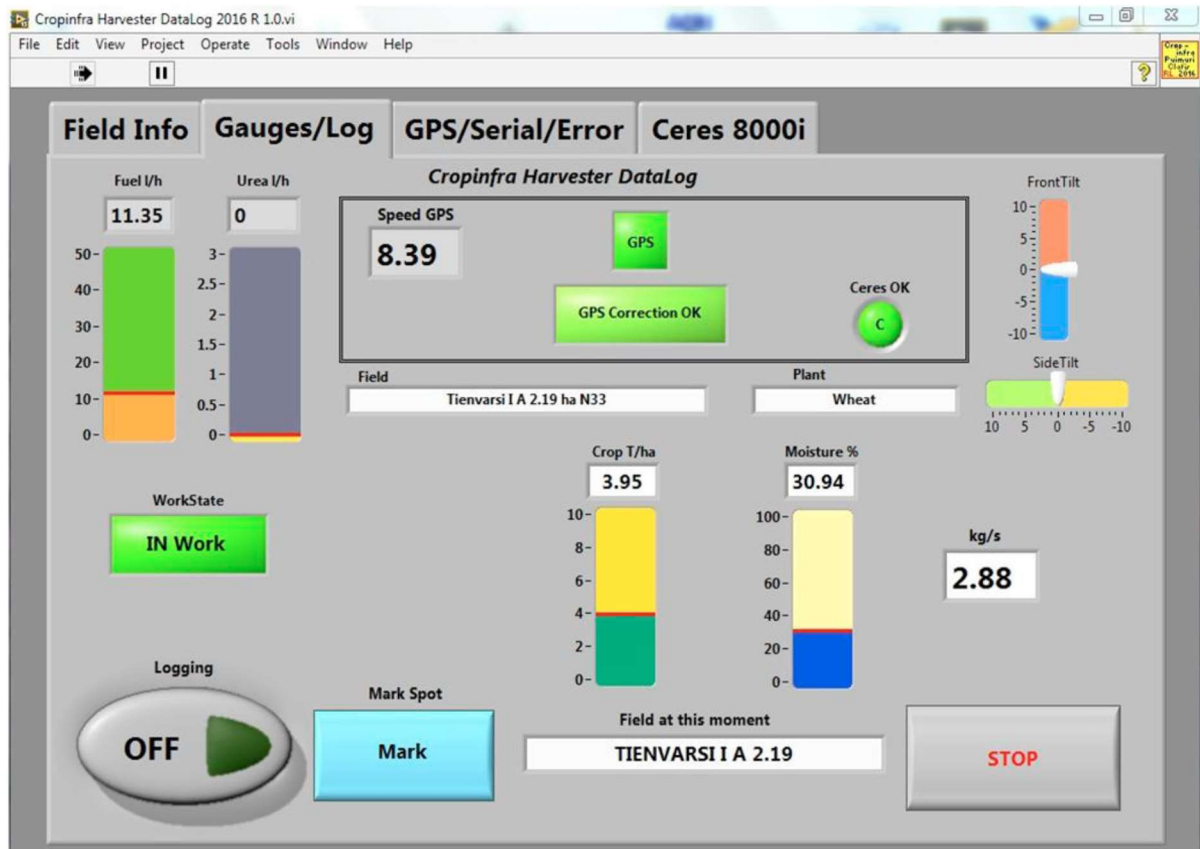 Cropinfra Harvester DataLog 2016 R 1.0.vi
File Edit View Project Operate Tools Window Help
Crop-
infra
Puimuri
2016
?
Field Info Gauges/Log GPS/Serial/Error Ceres 8000i
Cropinfra Harvester DataLog
Fuel l/h
11.35
50
40
30
20
10
0
Urea l/h
0
3
2.5
2
1.5
1
0.5
0
Speed GPS
8.39
GPS
GPS Correction OK
Ceres OK
C
FrontTilt
10
5
0
-5
-10
SideTilt
10 5 0 -5 -10
Field
Tienvarsi I A 2.19 ha N33
Plant
Wheat
WorkState
IN Work
Crop T/ha
3.95
10
8
6
4
2
0
Moisture %
30.94
100
80
60
40
20
0
kg/s
2.88
Logging
OFF
Mark Spot
Mark
Field at this moment
TIENVARSI I A 2.19
STOP